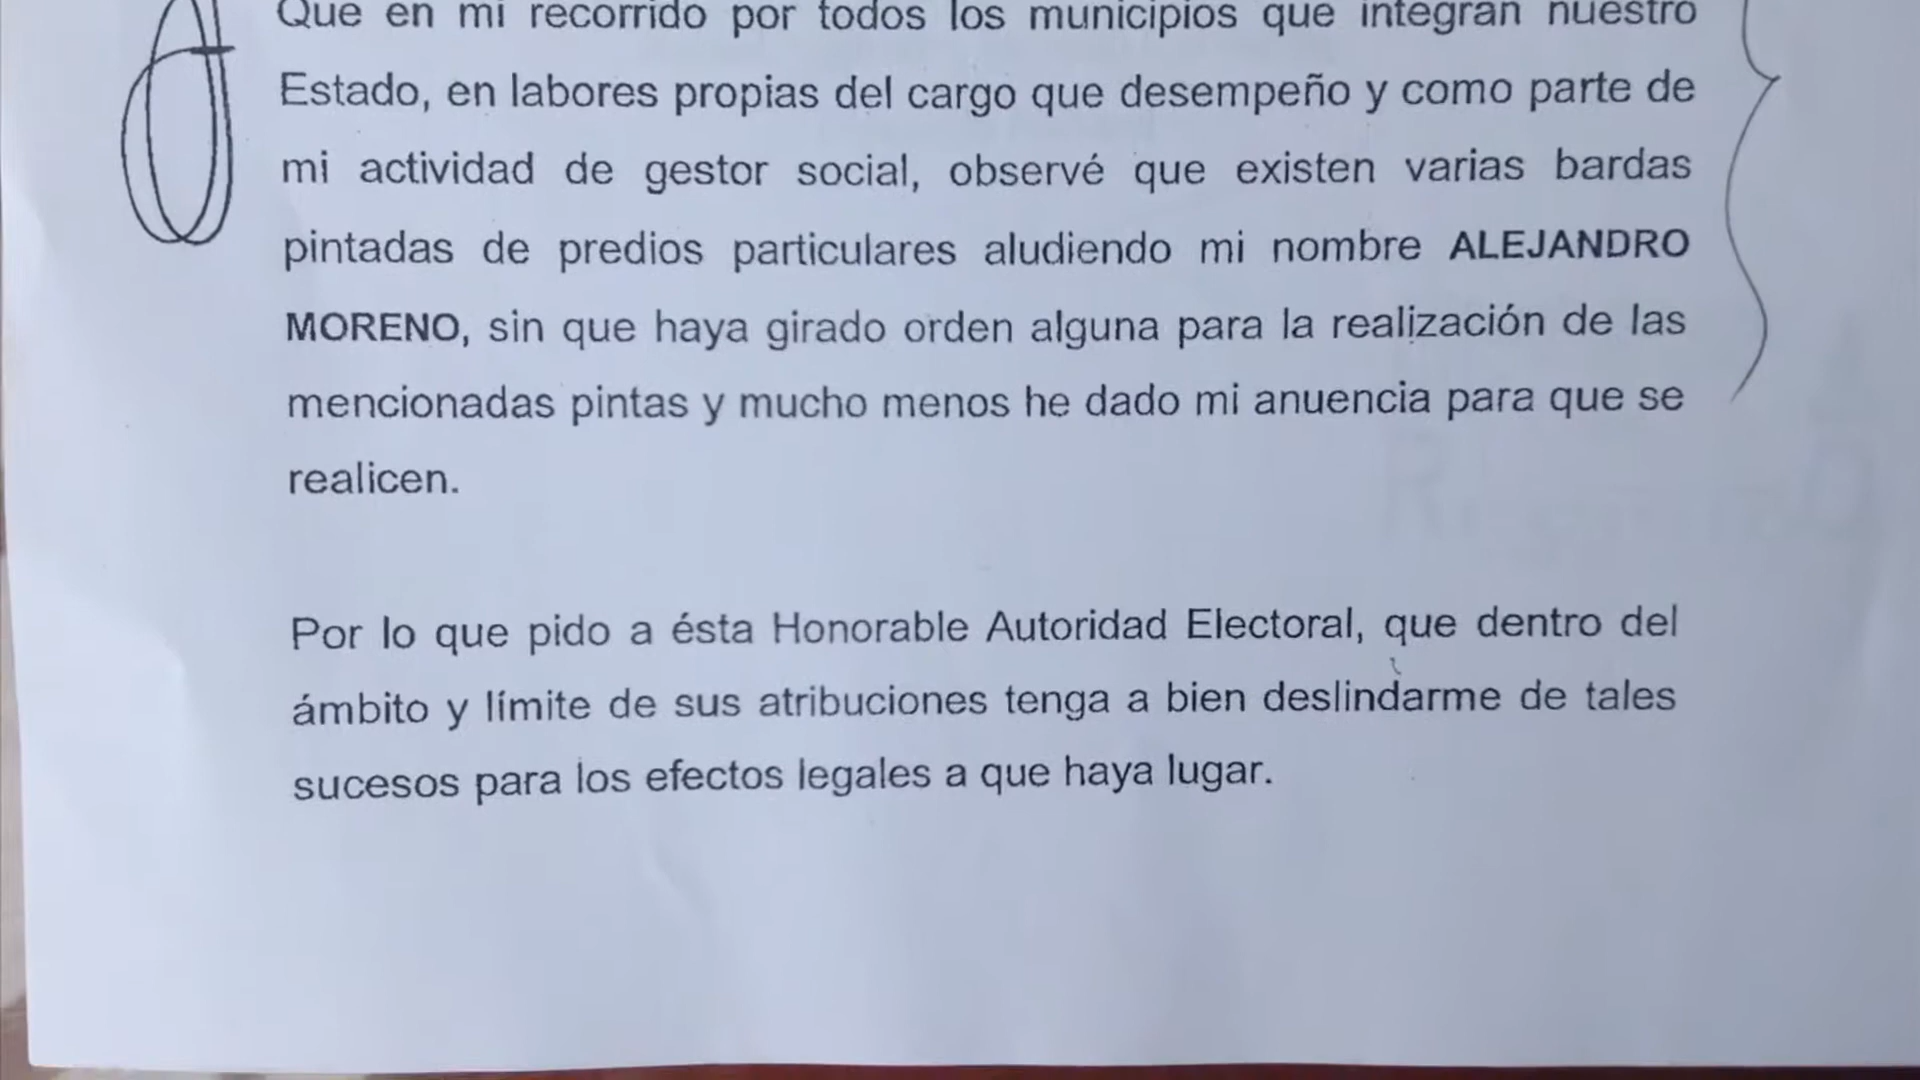 Que en mi recorrido por todos los municipios que integran nuestro
Estado, en labores propias del cargo que desempeño y como parte de
mi actividad de gestor social, observé que existen varias bardas
pintadas de predios particulares aludiendo mi nombre ALEJANDRO
MORENO, sin que haya girado orden alguna para la realización de las
mencionadas pintas y mucho menos he dado mi anuencia para que se
realicen.
Por lo que pido a ésta Honorable Autoridad Electoral, que dentro del
ámbito y límite de sus atribuciones tenga a bien deslindarme de tales
sucesos para los efectos legales a que haya lugar.